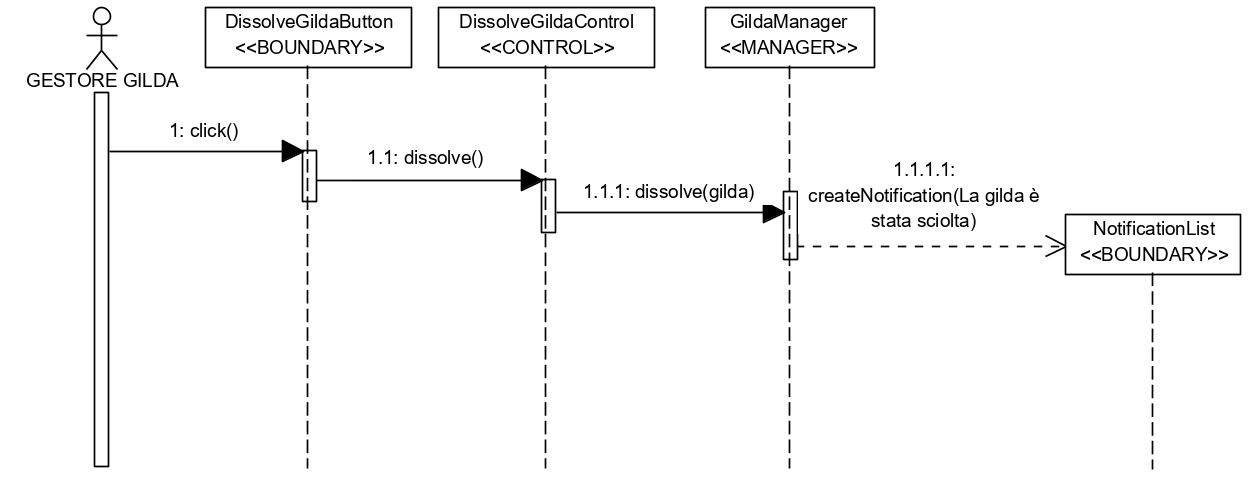 DissolveGildaButton
<<BOUNDARY>>
DissolveGildaControl
<<CONTROL>>
GildaManager
<<MANAGER>>
GESTORE GILDA
1: click()
1.1: dissolve()
1.1.1: dissolve(gilda)
1.1.1.1:
createNotification(La gilda è
stata sciolta)
NotificationList
<<BOUNDARY>>